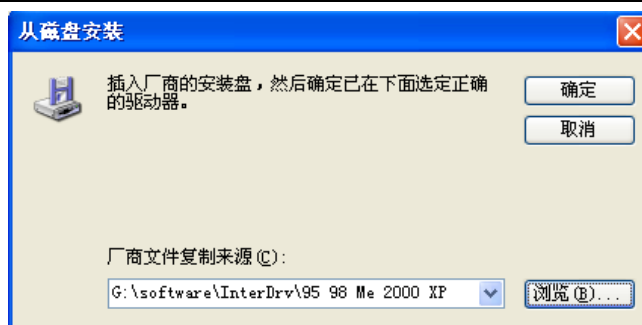 从磁盘安装
插入厂商的安装盘，然后确定已在下面选定正确
的驱动器。
确定
取消
厂商文件复制来源(C):
G:\software\InterDrv\95 98 Me 2000 XP
浏览(B)...